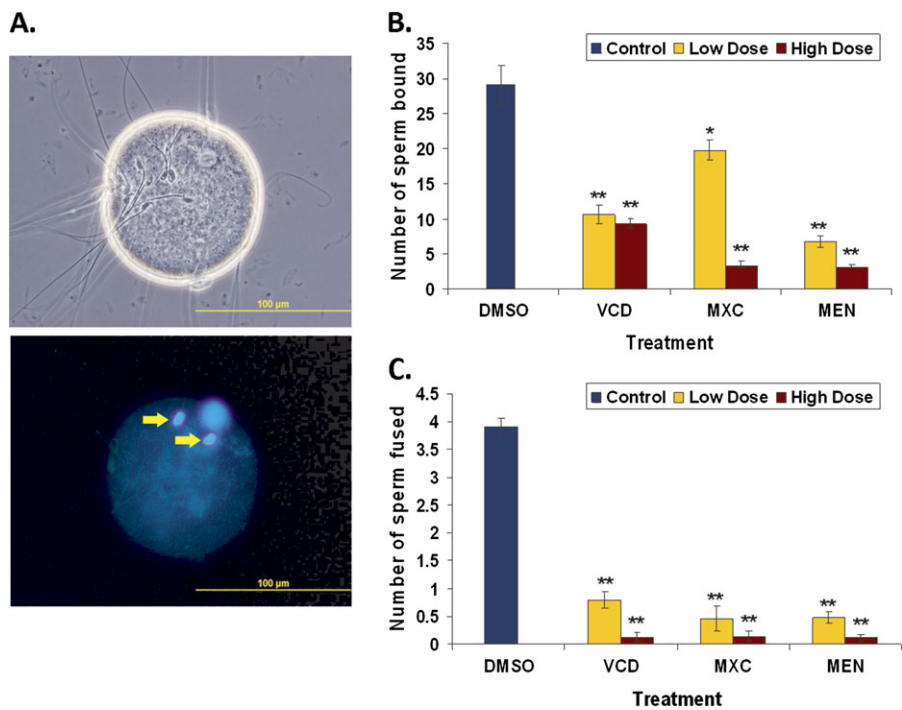 A.
100 µm
100 µm
B.
Control Low Dose High Dose
Number of sperm bound
35
30
25
20
15
10
5
0
** ** * ** ** **
DMSO VCD MXC MEN
Treatment
C.
Control Low Dose High Dose
Number of sperm fused
4.5
4
3.5
3
2.5
2
1.5
1
0.5
0
** ** ** ** ** **
DMSO VCD MXC MEN
Treatment